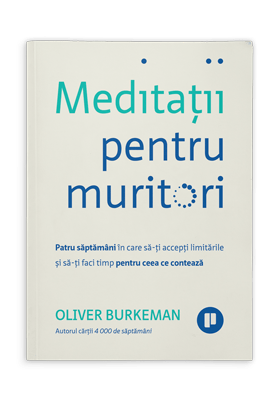 Meditații
pentru
muritori
Patru săptămâni în care să-ți accepți limitările
și să-ți faci timp pentru ceea ce contează
OLIVER BURKEMAN
Autorul cărții 4 000 de săptămâni